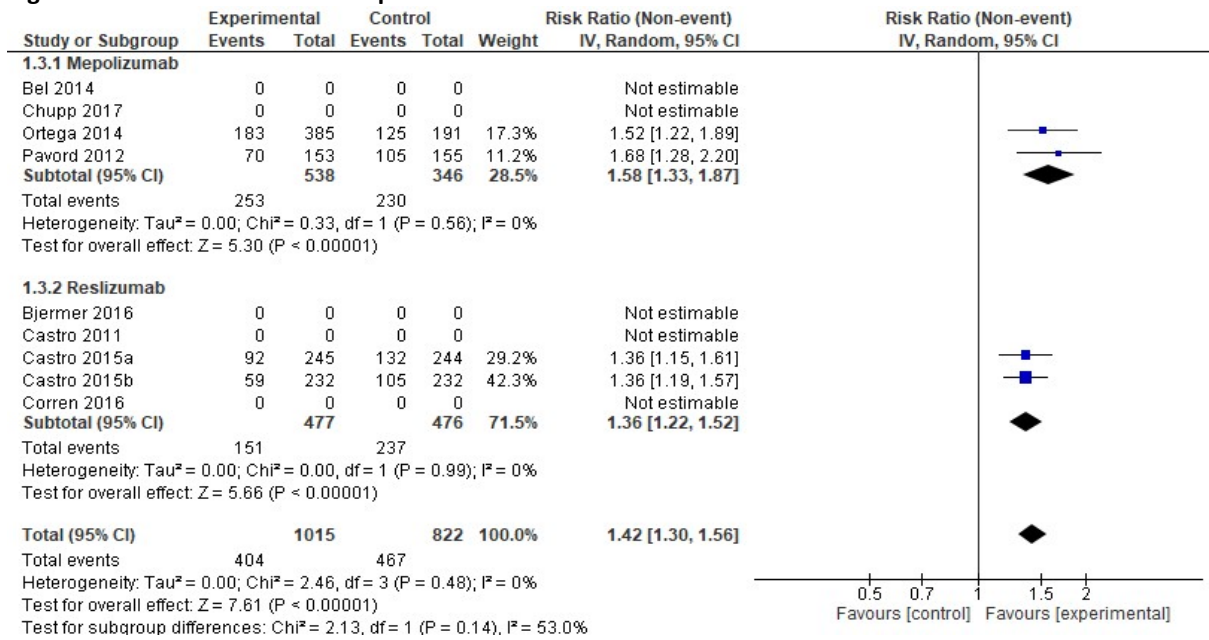 Experimental Control Risk Ratio (Non-event) Risk Ratio (Non-event)
Study or Subgroup Events Total Events Total Weight IV, Random, 95% CI IV, Random, 95% CI
1.3.1 Mepolizumab
Bel 2014 0 0 0 0 Not estimable
Chupp 2017 0 0 0 0 Not estimable
Ortega 2014 183 385 125 191 17.3% 1.52 [1.22, 1.89]
Pavord 2012 70 153 105 155 11.2% 1.68 [1.28, 2.20]
Subtotal (95% CI) 538 346 28.5% 1.58 [1.33, 1.87]
Total events 253 230
Heterogeneity: Tau² = 0.00; Chi² = 0.33, df = 1 (P = 0.56); I² = 0%
Test for overall effect: Z = 5.30 (P < 0.00001)
1.3.2 Reslizumab
Bjermer 2016 0 0 0 0 Not estimable
Castro 2011 0 0 0 0 Not estimable
Castro 2015a 92 245 132 244 29.2% 1.36 [1.15, 1.61]
Castro 2015b 59 232 105 232 42.3% 1.36 [1.19, 1.57]
Corren 2016 0 0 0 0 Not estimable
Subtotal (95% CI) 477 476 71.5% 1.36 [1.22, 1.52]
Total events 151 237
Heterogeneity: Tau² = 0.00; Chi² = 0.00, df = 1 (P = 0.99); I² = 0%
Test for overall effect: Z = 5.66 (P < 0.00001)
Total (95% CI) 1015 822 100.0% 1.42 [1.30, 1.56]
Total events 404 467
Heterogeneity: Tau² = 0.00; Chi² = 2.46, df = 3 (P = 0.48); I² = 0%
Test for overall effect: Z = 7.61 (P < 0.00001)
Test for subgroup differences: Chi² = 2.13, df = 1 (P = 0.14), I² = 53.0%
0.5 0.7 1 1.5 2
Favours [control] Favours [experimental]